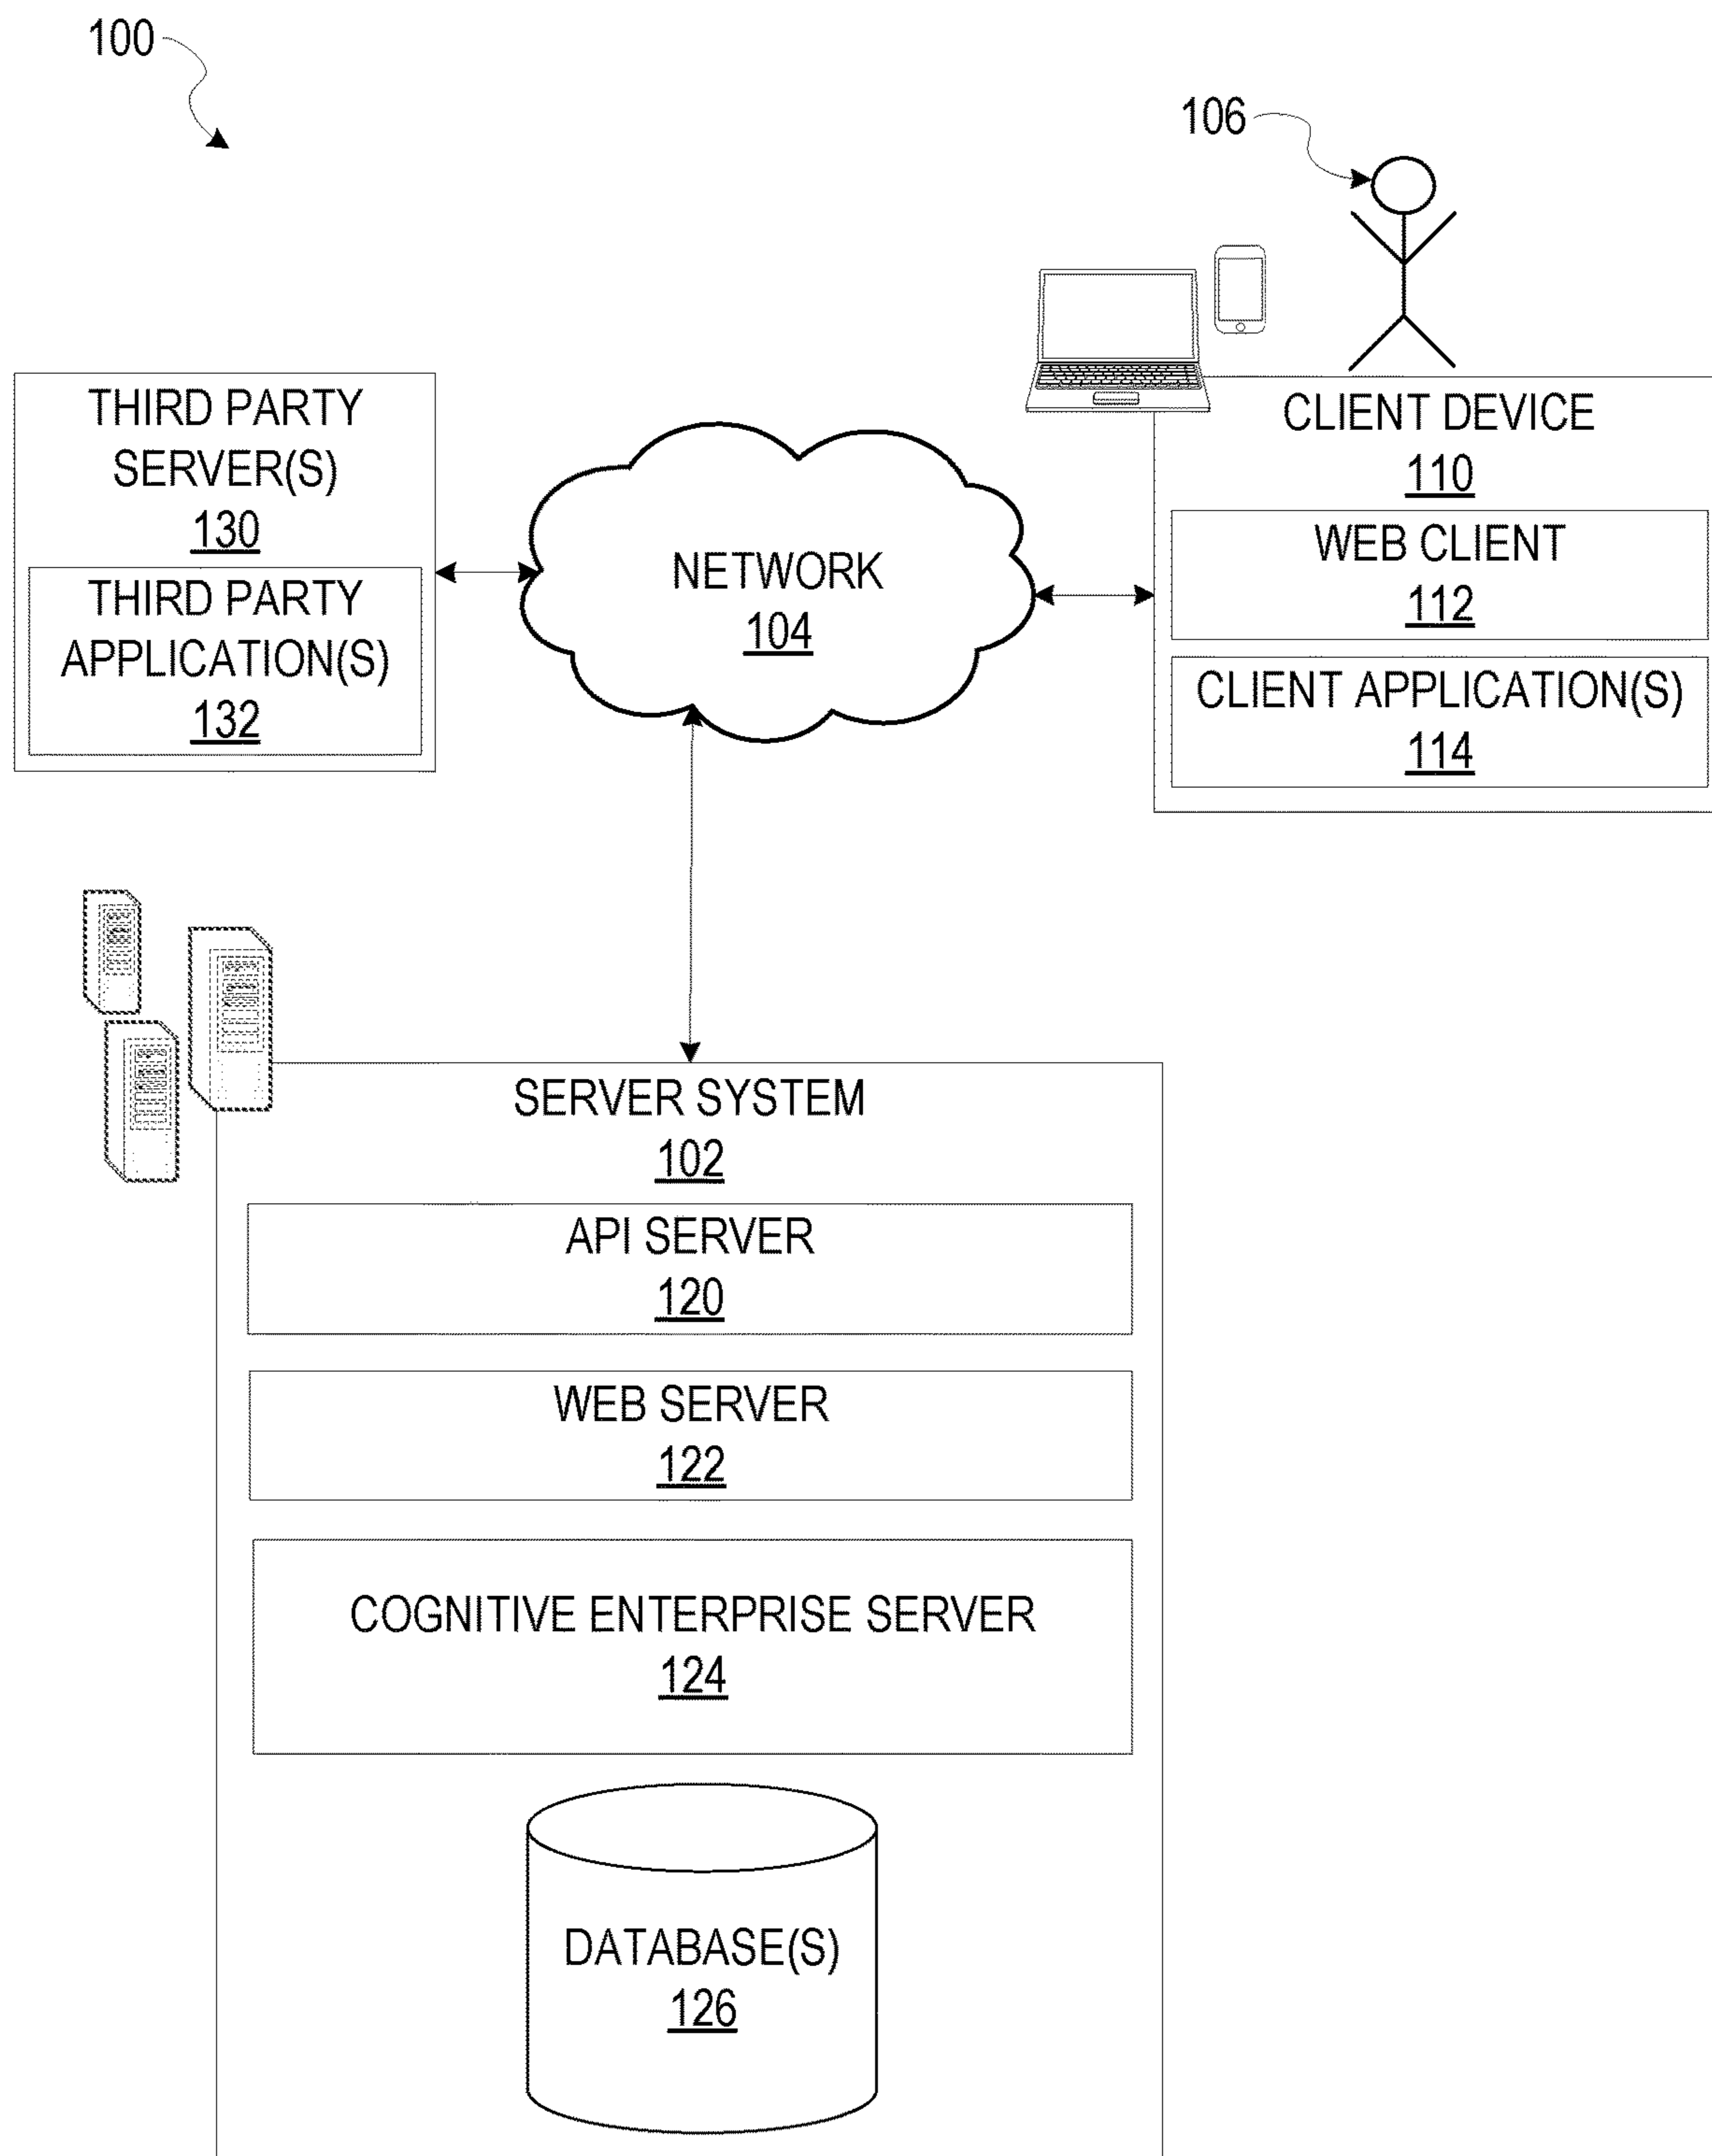 100
106
THIRD PARTY
SERVER(S)
130
THIRD PARTY
APPLICATION(S)
132
NETWORK
104
CLIENT DEVICE
110
WEB CLIENT
112
CLIENT APPLICATION(S)
114
SERVER SYSTEM
102
API SERVER
120
WEB SERVER
122
COGNITIVE ENTERPRISE SERVER
124
DATABASE(S)
126